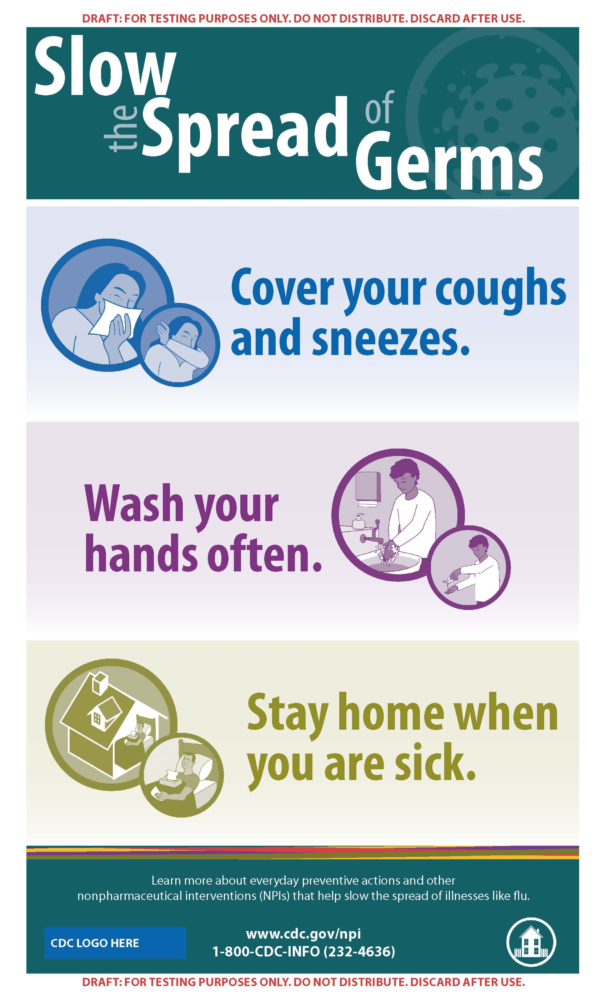 DRAFT: FOR TESTING PURPOSES ONLY. DO NOT DISTRIBUTE. DISCARD AFTER USE.
Slow
the Spread of
Germs
Cover your coughs
and sneezes.
Wash your
hands often.
Stay home when
you are sick.
Learn more about everyday preventive actions and other
nonpharmaceutical interventions (NPIs) that help slow the spread of illnesses like flu.
CDC LOGO HERE
www.cdc.gov/npi
1-800-CDC-INFO (232-4636)
DRAFT: FOR TESTING PURPOSES ONLY. DO NOT DISTRIBUTE. DISCARD AFTER USE.